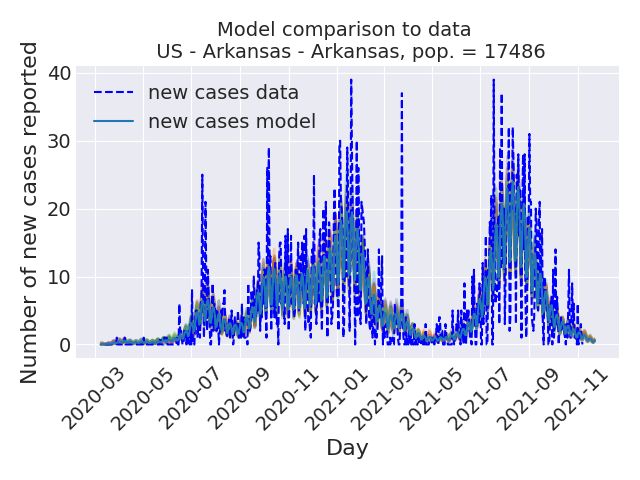 Model comparison to data
US - Arkansas - Arkansas, pop. = 17486
Number of new cases reported
40
30
20
10
0
new cases data
new cases model
2020-03
2020-05
2020-07
2020-09
2020-11
2021-01
2021-03
2021-05
2021-07
2021-09
2021-11
Day